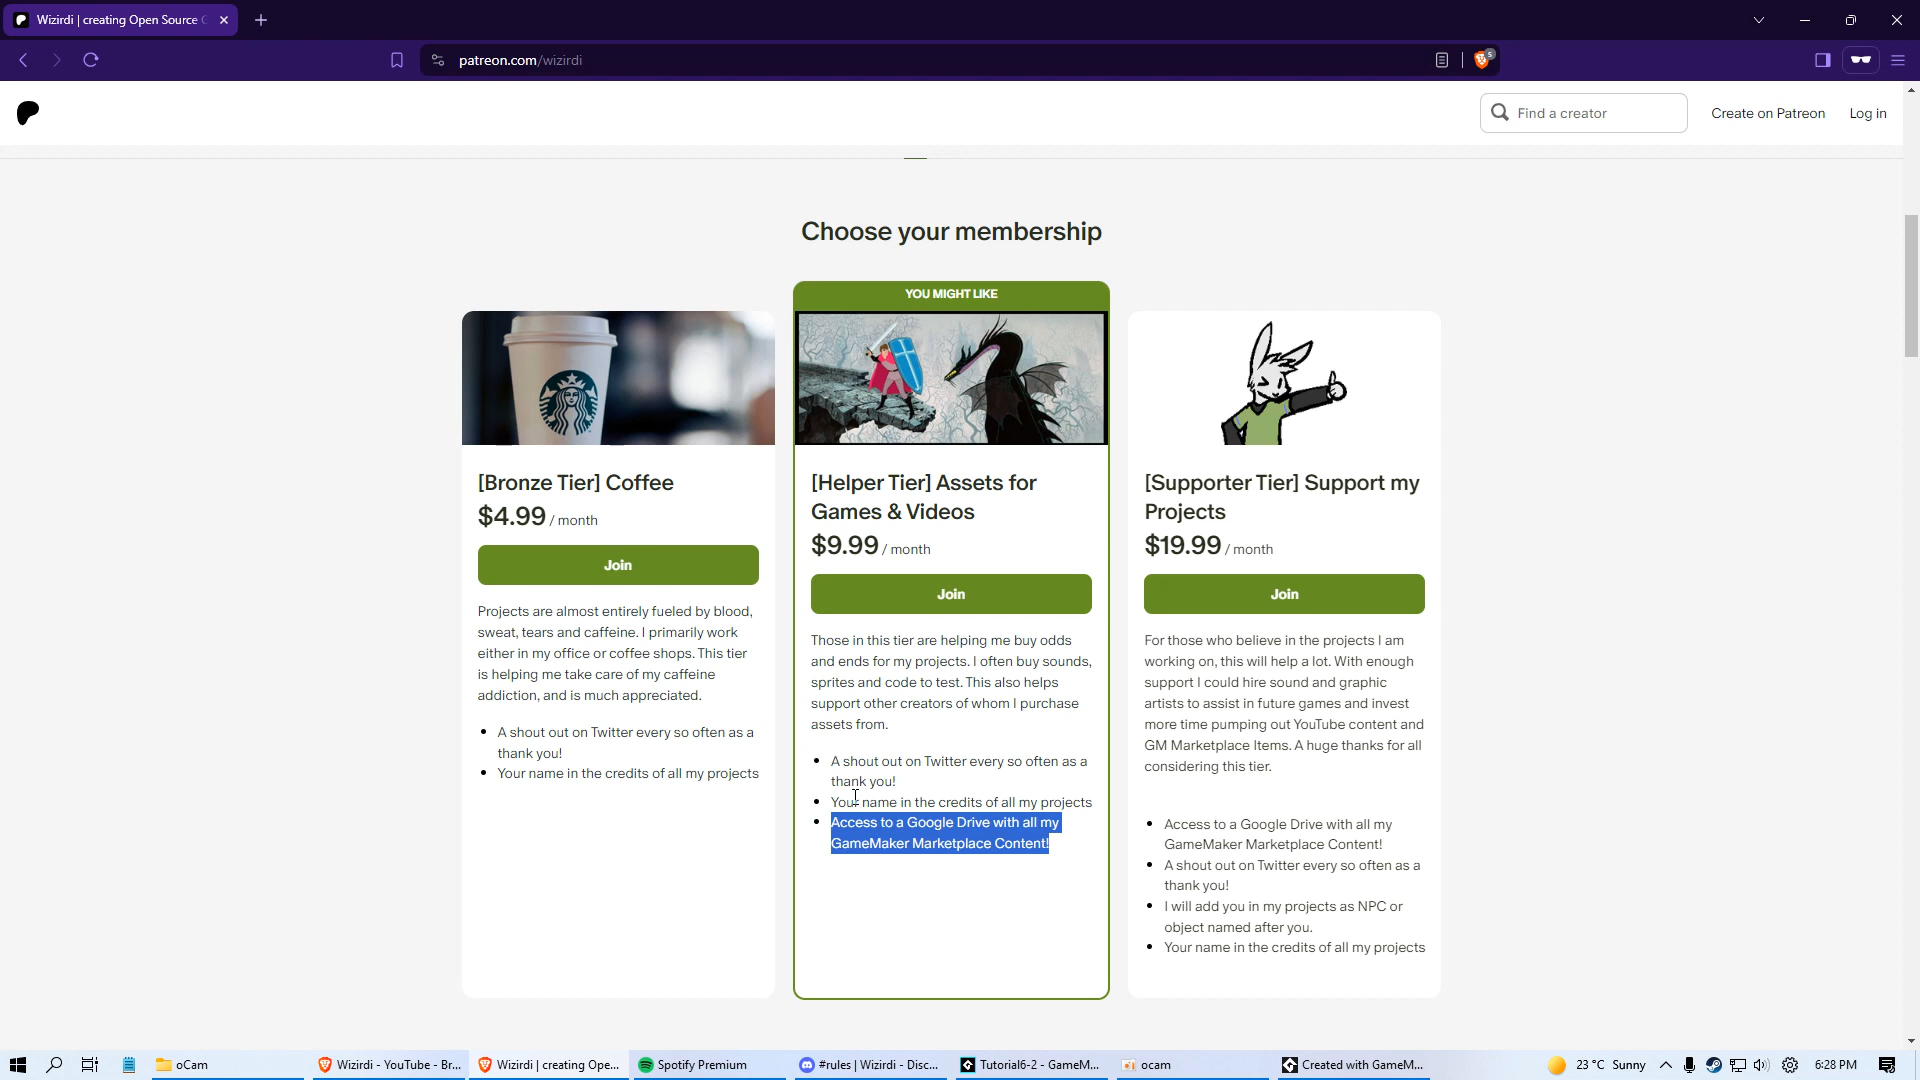 Wizirdi | creating Open Source
patreon.com/wizirdi
5
Find a creator
Create on Patreon
Log in
Choose your membership
[Bronze Tier] Coffee
$4.99 / month
Join
Projects are almost entirely fueled by blood,
sweat, tears and caffeine. I primarily work
either in my office or coffee shops. This tier
is helping me take care of my caffeine
addiction, and is much appreciated.
• A shout out on Twitter every so often as a
thank you!
• Your name in the credits of all my projects
YOU MIGHT LIKE
[Helper Tier] Assets for
Games & Videos
$9.99 / month
Join
Those in this tier are helping me buy odds
and ends for my projects. I often buy sounds,
sprites and code to test. This also helps
support other creators of whom I purchase
assets from.
• A shout out on Twitter every so often as a
thank you!
• Your name in the credits of all my projects
• Access to a Google Drive with all my
GameMaker Marketplace Content!
[Supporter Tier] Support my
Projects
$19.99 / month
Join
For those who believe in the projects I am
working on, this will help a lot. With enough
support I could hire sound and graphic
artists to assist in future games and invest
more time pumping out YouTube content and
GM Marketplace Items. A huge thanks for all
considering this tier.
• Access to a Google Drive with all my
GameMaker Marketplace Content!
• A shout out on Twitter every so often as a
thank you!
• I will add you in my projects as NPC or
object named after you.
• Your name in the credits of all my projects
oCam
Wizirdi - YouTube - Br...
Wizirdi | creating Ope...
Spotify Premium
#rules | Wizirdi - Disc...
Tutorial6-2 - GameM...
ocam
Created with GameM...
23°C Sunny
6:28 PM